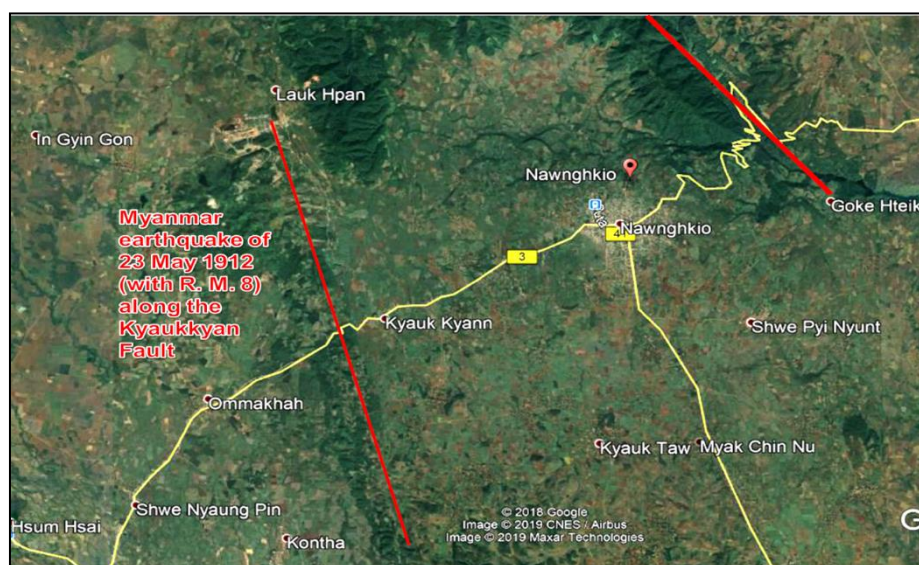 Lauk Hpan
In Gyin Gon
Nawnghkio
Goke Hteik
Nawnghkio
4
3
Myanmar
earthquake of
23 May 1912
(with R. M. 8)
along the
Kyaukkyan
Fault
Kyauk Kyann
Shwe Pyi Nyunt
Ommakhah
Kyauk Taw
Myak Chin Nu
Shwe Nyaung Pin
Hsum Hsai
Kontha
© 2018 Google
Image © 2019 CNES / Airbus
Image © 2019 Maxar Technologies
G